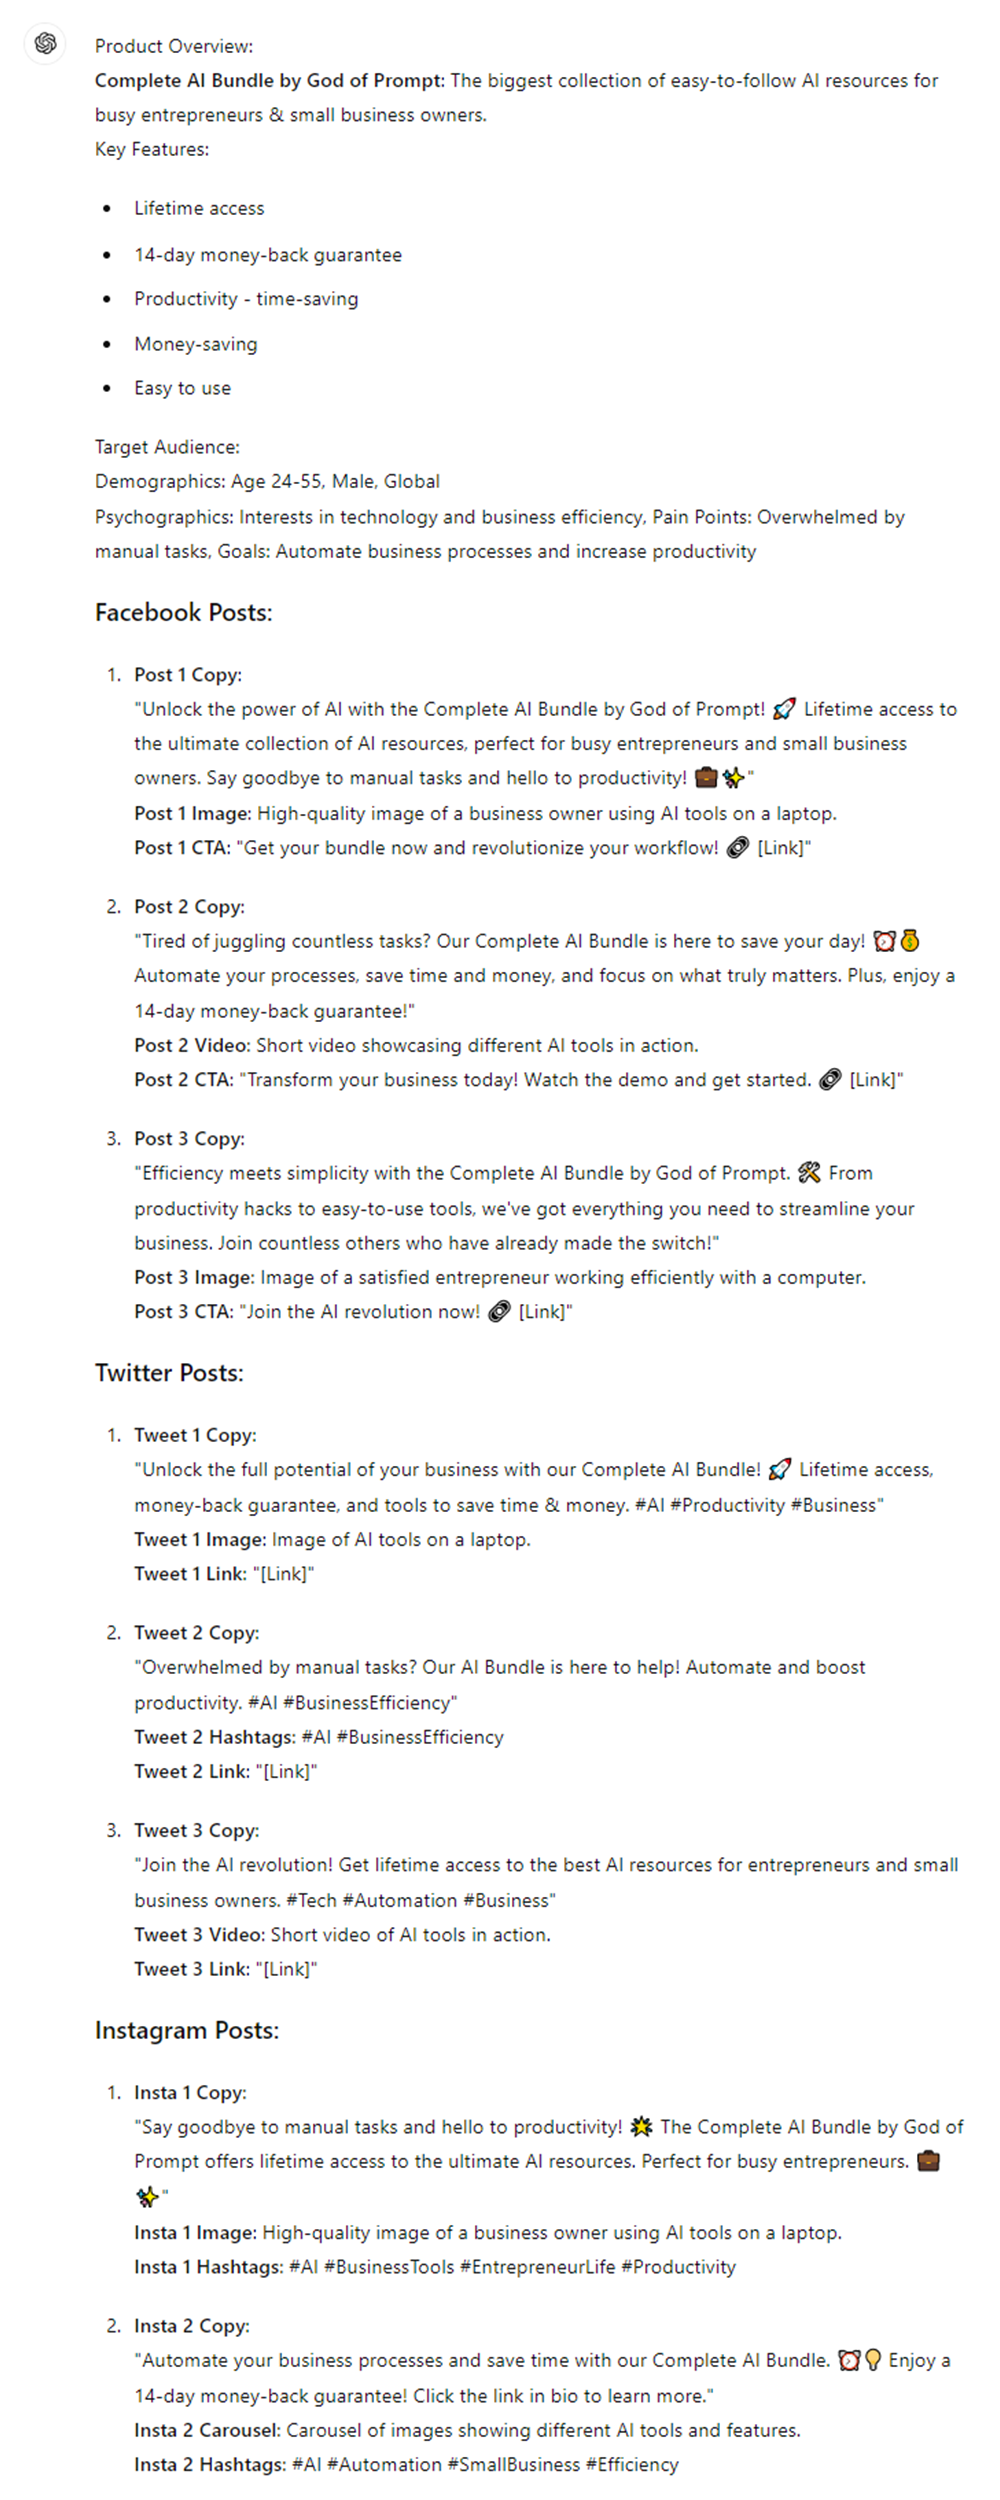 Product Overview:
Complete AI Bundle by God of Prompt: The biggest collection of easy-to-follow AI resources for
busy entrepreneurs & small business owners.
Key Features:
• Lifetime access
• 14-day money-back guarantee
• Productivity - time-saving
• Money-saving
• Easy to use
Target Audience:
Demographics: Age 24-55, Male, Global
Psychographics: Interests in technology and business efficiency, Pain Points: Overwhelmed by
manual tasks, Goals: Automate business processes and increase productivity
Facebook Posts:
1. Post 1 Copy:
"Unlock the power of AI with the Complete AI Bundle by God of Prompt! 🚀 Lifetime access to
the ultimate collection of AI resources, perfect for busy entrepreneurs and small business
owners. Say goodbye to manual tasks and hello to productivity! 💼✨"
Post 1 Image: High-quality image of a business owner using AI tools on a laptop.
Post 1 CTA: "Get your bundle now and revolutionize your workflow! 🔗 [Link]"
2. Post 2 Copy:
"Tired of juggling countless tasks? Our Complete AI Bundle is here to save your day! ⏰💰
Automate your processes, save time and money, and focus on what truly matters. Plus, enjoy a
14-day money-back guarantee!"
Post 2 Video: Short video showcasing different AI tools in action.
Post 2 CTA: "Transform your business today! Watch the demo and get started. 🔗 [Link]"
3. Post 3 Copy:
"Efficiency meets simplicity with the Complete AI Bundle by God of Prompt. 🛠 From
productivity hacks to easy-to-use tools, we've got everything you need to streamline your
business. Join countless others who have already made the switch!"
Post 3 Image: Image of a satisfied entrepreneur working efficiently with a computer.
Post 3 CTA: "Join the AI revolution now! 🔗 [Link]"
Twitter Posts:
1. Tweet 1 Copy:
"Unlock the full potential of your business with our Complete AI Bundle! 🚀 Lifetime access,
money-back guarantee, and tools to save time & money. #AI #Productivity #Business"
Tweet 1 Image: Image of AI tools on a laptop.
Tweet 1 Link: "[Link]"
2. Tweet 2 Copy:
"Overwhelmed by manual tasks? Our AI Bundle is here to help! Automate and boost
productivity. #AI #BusinessEfficiency"
Tweet 2 Hashtags: #AI #BusinessEfficiency
Tweet 2 Link: "[Link]"
3. Tweet 3 Copy:
"Join the AI revolution! Get lifetime access to the best AI resources for entrepreneurs and small
business owners. #Tech #Automation #Business"
Tweet 3 Video: Short video of AI tools in action.
Tweet 3 Link: "[Link]"
Instagram Posts:
1. Insta 1 Copy:
"Say goodbye to manual tasks and hello to productivity! 🌟 The Complete AI Bundle by God of
Prompt offers lifetime access to the ultimate AI resources. Perfect for busy entrepreneurs. 💼
✨"
Insta 1 Image: High-quality image of a business owner using AI tools on a laptop.
Insta 1 Hashtags: #AI #BusinessTools #EntrepreneurLife #Productivity
2. Insta 2 Copy:
"Automate your business processes and save time with our Complete AI Bundle. ⏰💡 Enjoy a
14-day money-back guarantee! Click the link in bio to learn more."
Insta 2 Carousel: Carousel of images showing different AI tools and features.
Insta 2 Hashtags: #AI #Automation #SmallBusiness #Efficiency